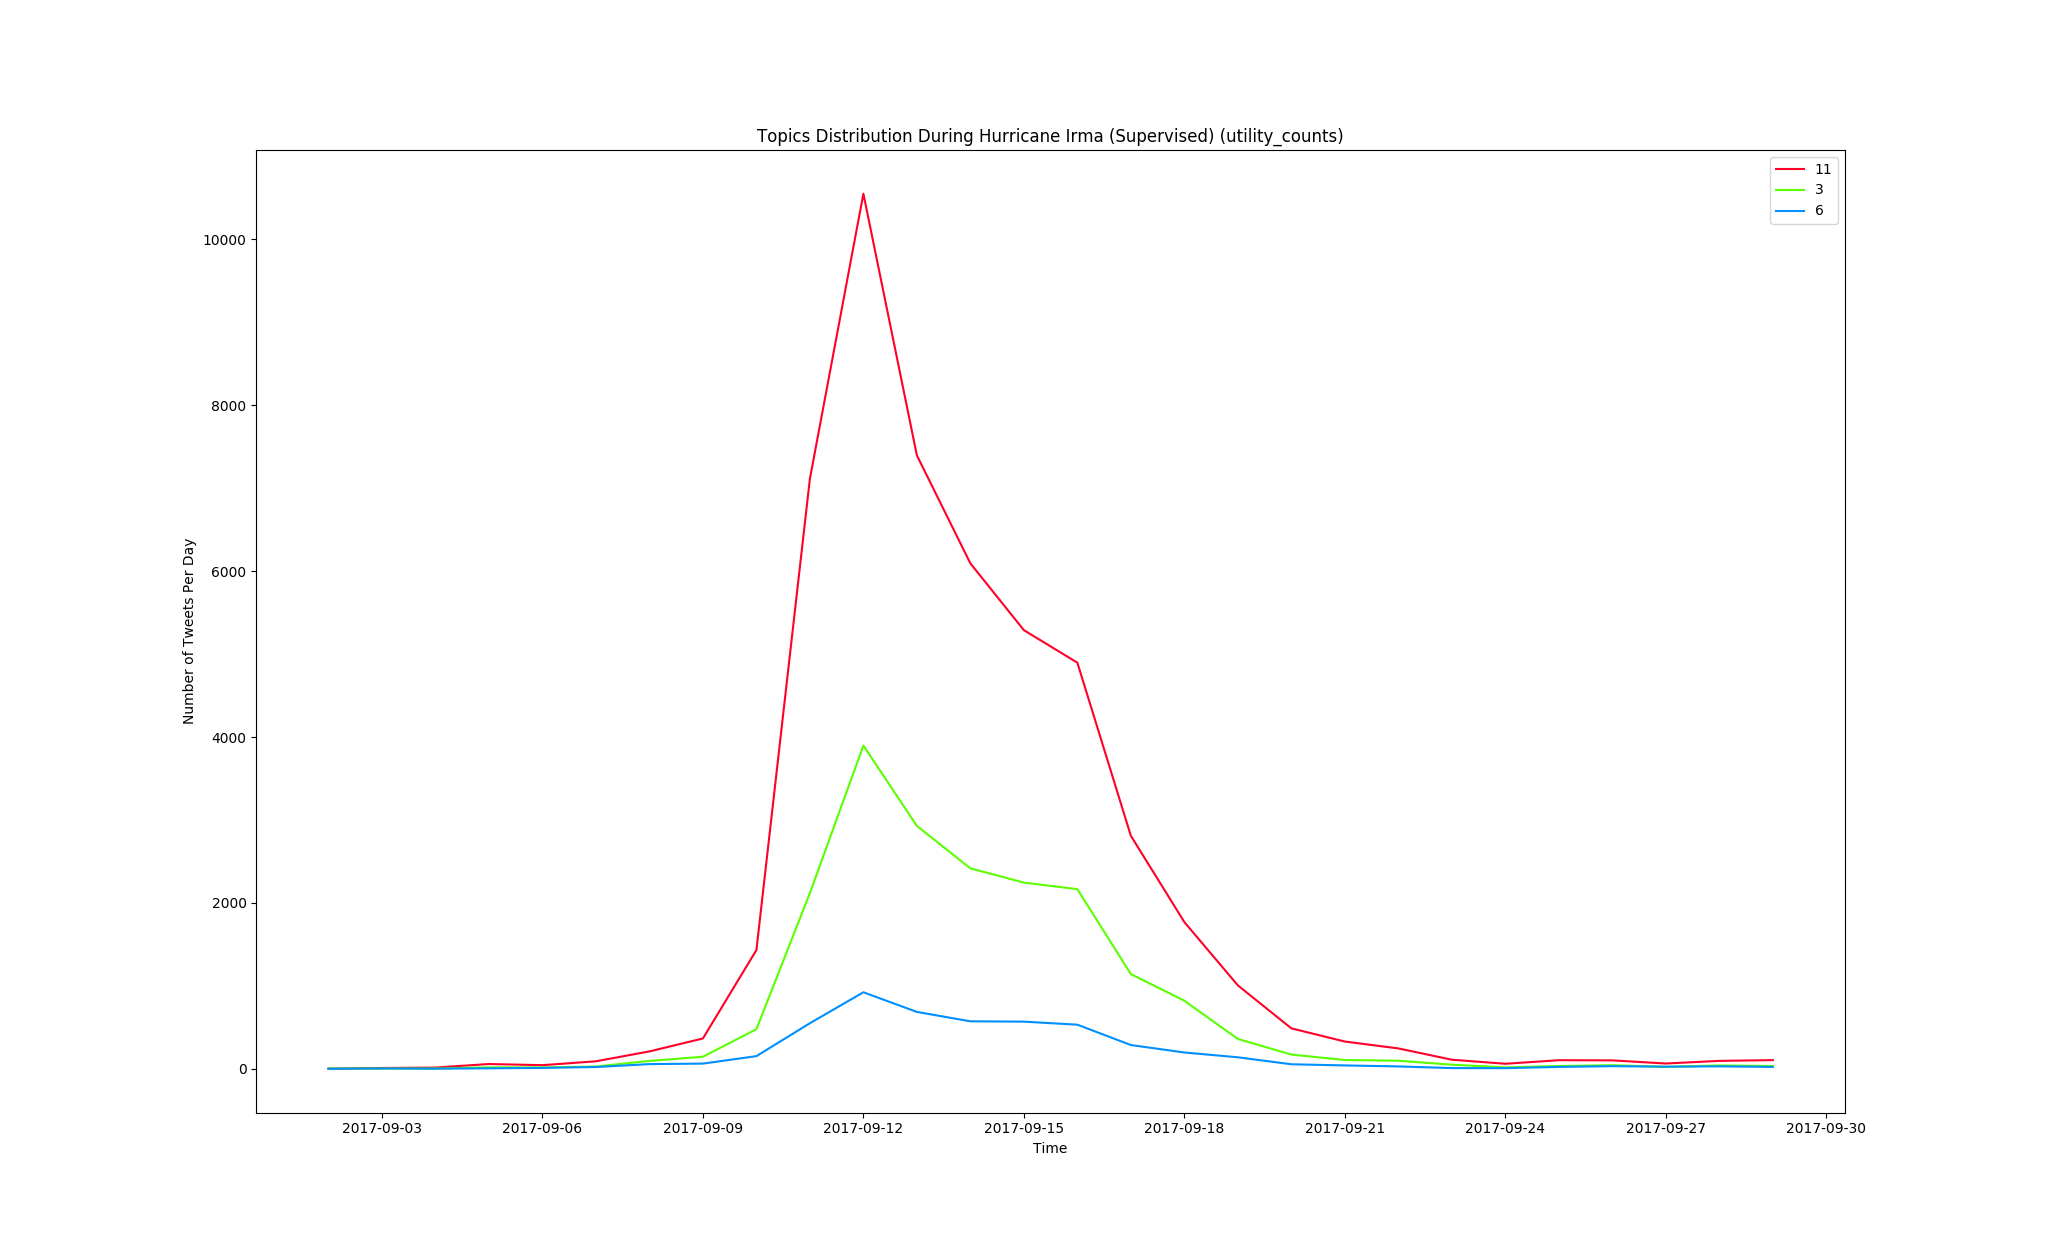 Topics Distribution During Hurricane Irma (Supervised) (utility_counts)
11
3
6
10000
8000
6000
4000
2000
0
Number of Tweets Per Day
2017-09-03 2017-09-06 2017-09-09 2017-09-12 2017-09-15 2017-09-18 2017-09-21 2017-09-24 2017-09-27 2017-09-30
Time